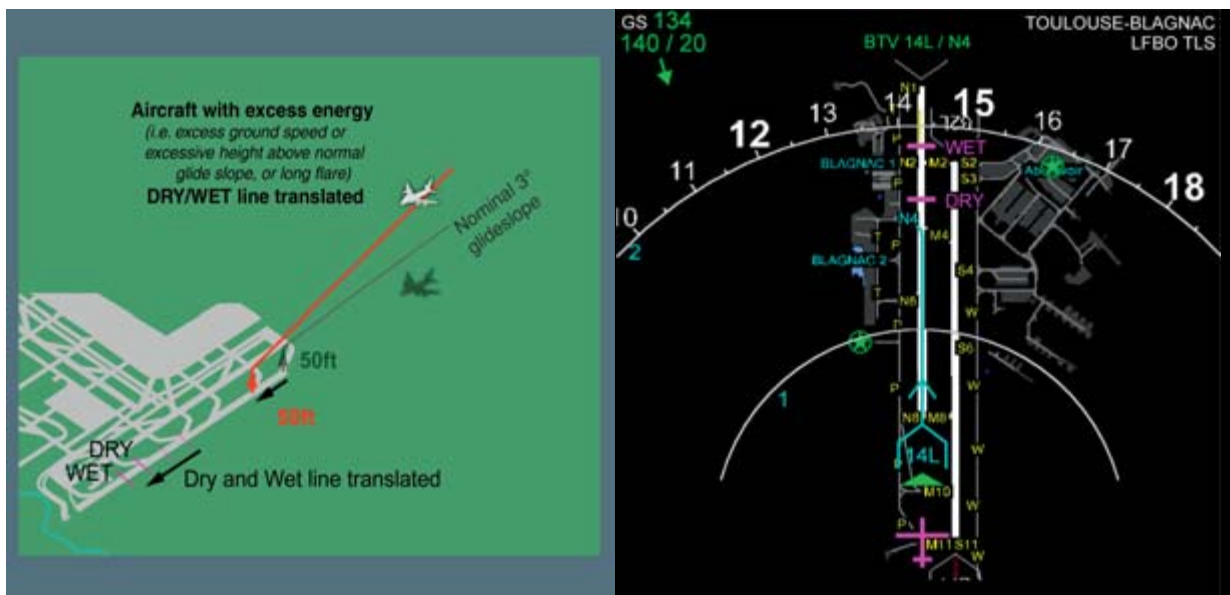 Aircraft with excess energy
(i.e. excess ground speed or
excessive height above normal
glide slope, or long flare)
DRY/WET line translated
Nominal 3°
glideslope
50ft
50ft
DRY
WET
Dry and Wet line translated
GS 134
140 / 20
BTV 14L / N4
TOULOUSE-BLAGNAC
LFBO TLS
N1
11
12
13
14
15
16
17
18
2
WET
BLAGNAC 1
N2
M2
S2
S3
P
DRY
N4
M4
T
P
BLAGNAC 2
S4
T
N6
P
W
S6
1
P
W
N8
M8
14L
W
P
M10
W
P
M11
S11
W